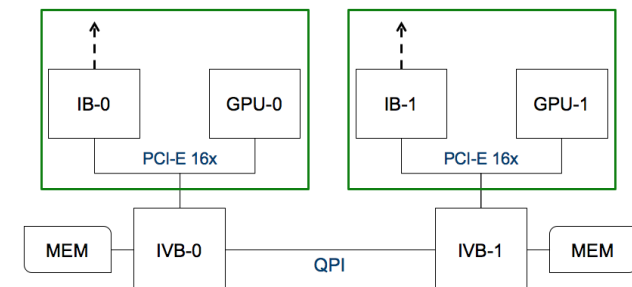 IB-0
GPU-0
IB-1
GPU-1
PCI-E 16x
PCI-E 16x
MEM
IVB-0
QPI
IVB-1
MEM